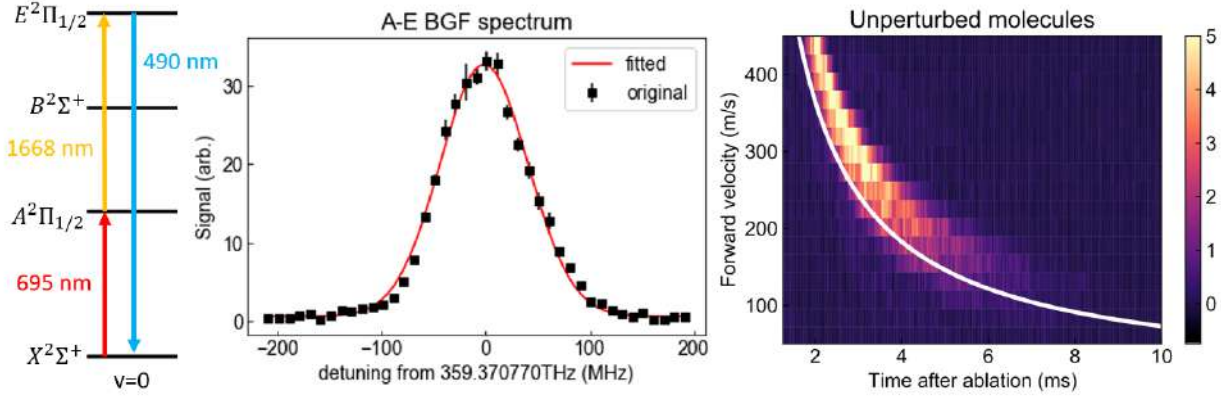 E²Π₁/₂
490 nm
B²Σ⁺
1668 nm
A²Π₁/₂
695 nm
X²Σ⁺
v=0
A-E BGF spectrum
fitted
original
Signal (arb.)
30
20
10
0
−200
−100
0
100
200
detuning from 359.370770THz (MHz)
Unperturbed molecules
Forward velocity (m/s)
400
300
200
100
2
4
6
8
10
Time after ablation (ms)
5
4
3
2
1
0